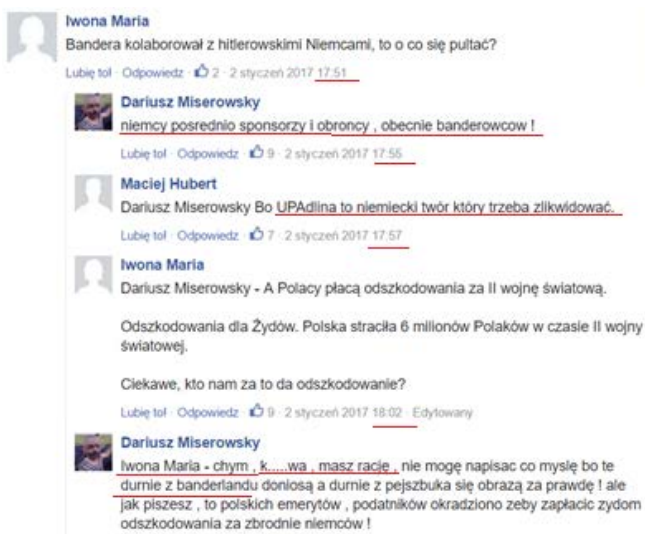 Iwona Maria
Bandera kolaborował z hitlerowskimi Niemcami, to o co się pultać?
Lubię to! · Odpowiedz · 2 · 2 styczeń 2017 17:51
Dariusz Miserowsky
niemcy posrednio sponsorzy i obroncy , obecnie banderowcow !
Lubię to! · Odpowiedz · 9 · 2 styczeń 2017 17:55
Maciej Hubert
Dariusz Miserowsky Bo UPAdlina to niemiecki twór który trzeba zlikwidować.
Lubię to! · Odpowiedz · 7 · 2 styczeń 2017 17:57
Iwona Maria
Dariusz Miserowsky - A Polacy płacą odszkodowania za II wojnę światową.
Odszkodowania dla Żydów. Polska straciła 6 milionów Polaków w czasie II wojny
światowej.
Ciekawe, kto nam za to da odszkodowanie?
Lubię to! · Odpowiedz · 9 · 2 styczeń 2017 18:02 · Edytowany
Dariusz Miserowsky
Iwona Maria - chym , k.....wa , masz rację , nie mogę napisac co myslę bo te
durnie z banderlandu doniosą a durnie z pejszbuka się obrazą za prawdę ! ale
jak piszesz , to polskich emerytów , podatników okradziono zeby zapłacic zydom
odszkodowania za zbrodnie niemców !